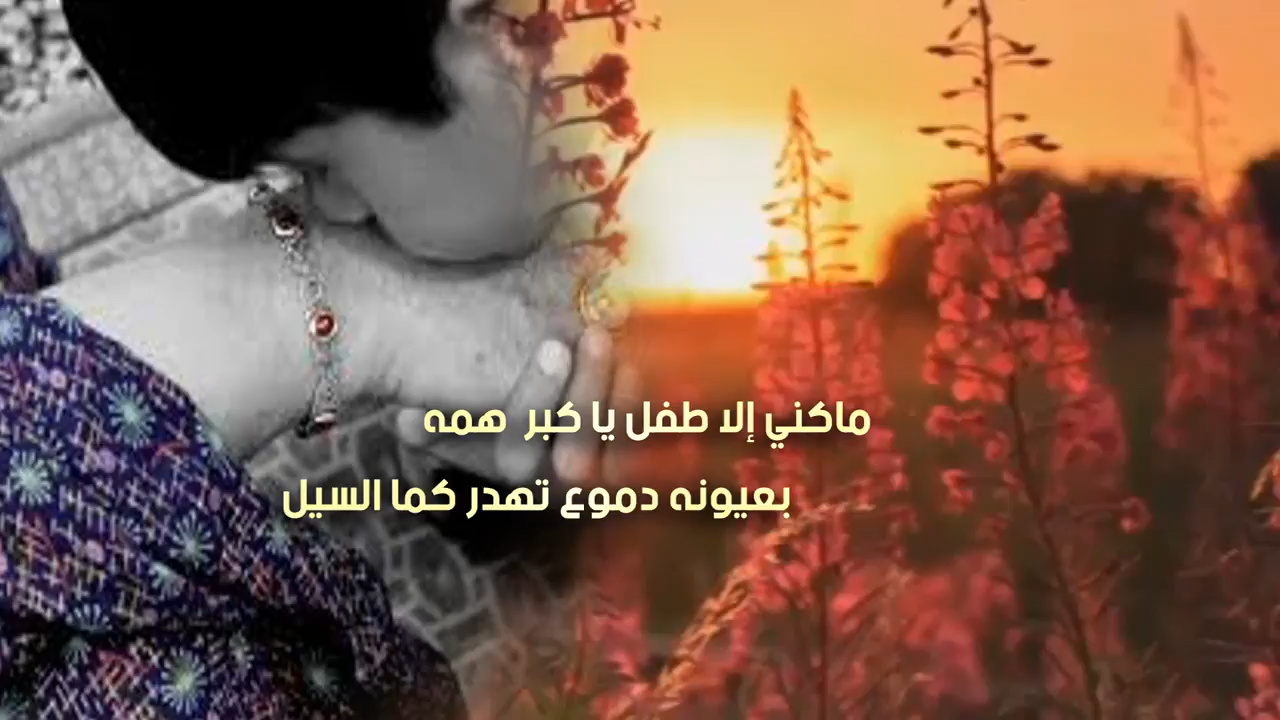 ماكني إلا طفل يا كبر همه
بعيونه دموع تهدر كما السيل